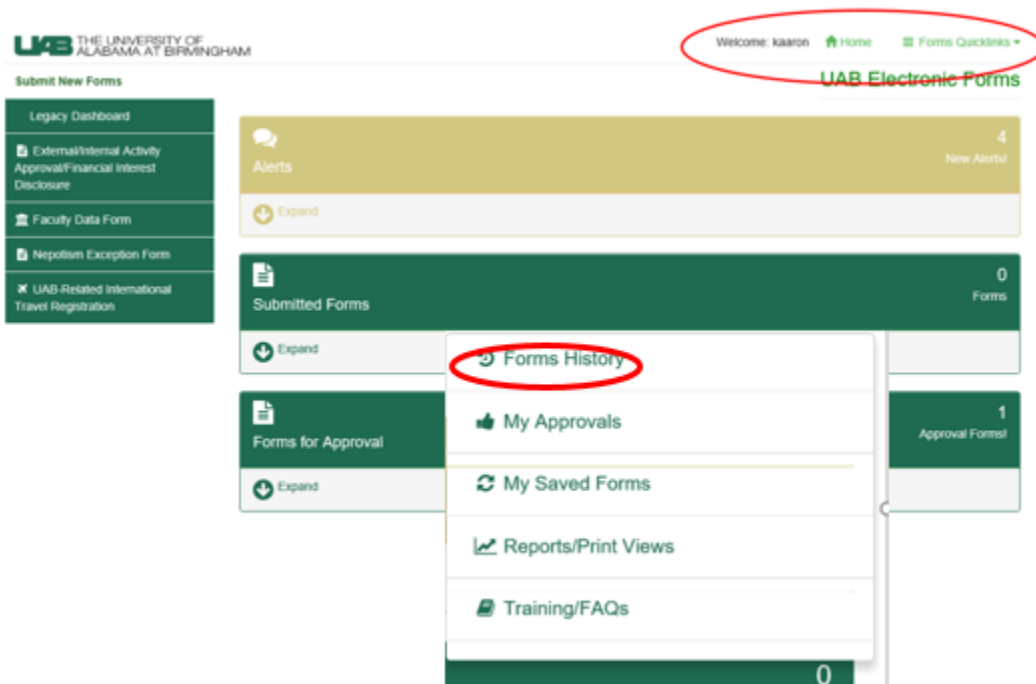 UAB THE UNIVERSITY OF
ALABAMA AT BIRMINGHAM
Welcome: kaaron Home Forms Quicklinks
Submit New Forms
UAB Electronic Forms
Legacy Dashboard
External/Internal Activity
Approval/Financial Interest
Disclosure
Faculty Data Form
Nepotism Exception Form
UAB-Related International
Travel Registration
4
Alerts
New Alerts!
Expand
0
Submitted Forms
Forms
Expand
1
Forms for Approval
Approval Forms!
Expand
Forms History
My Approvals
My Saved Forms
Reports/Print Views
Training/FAQs
0